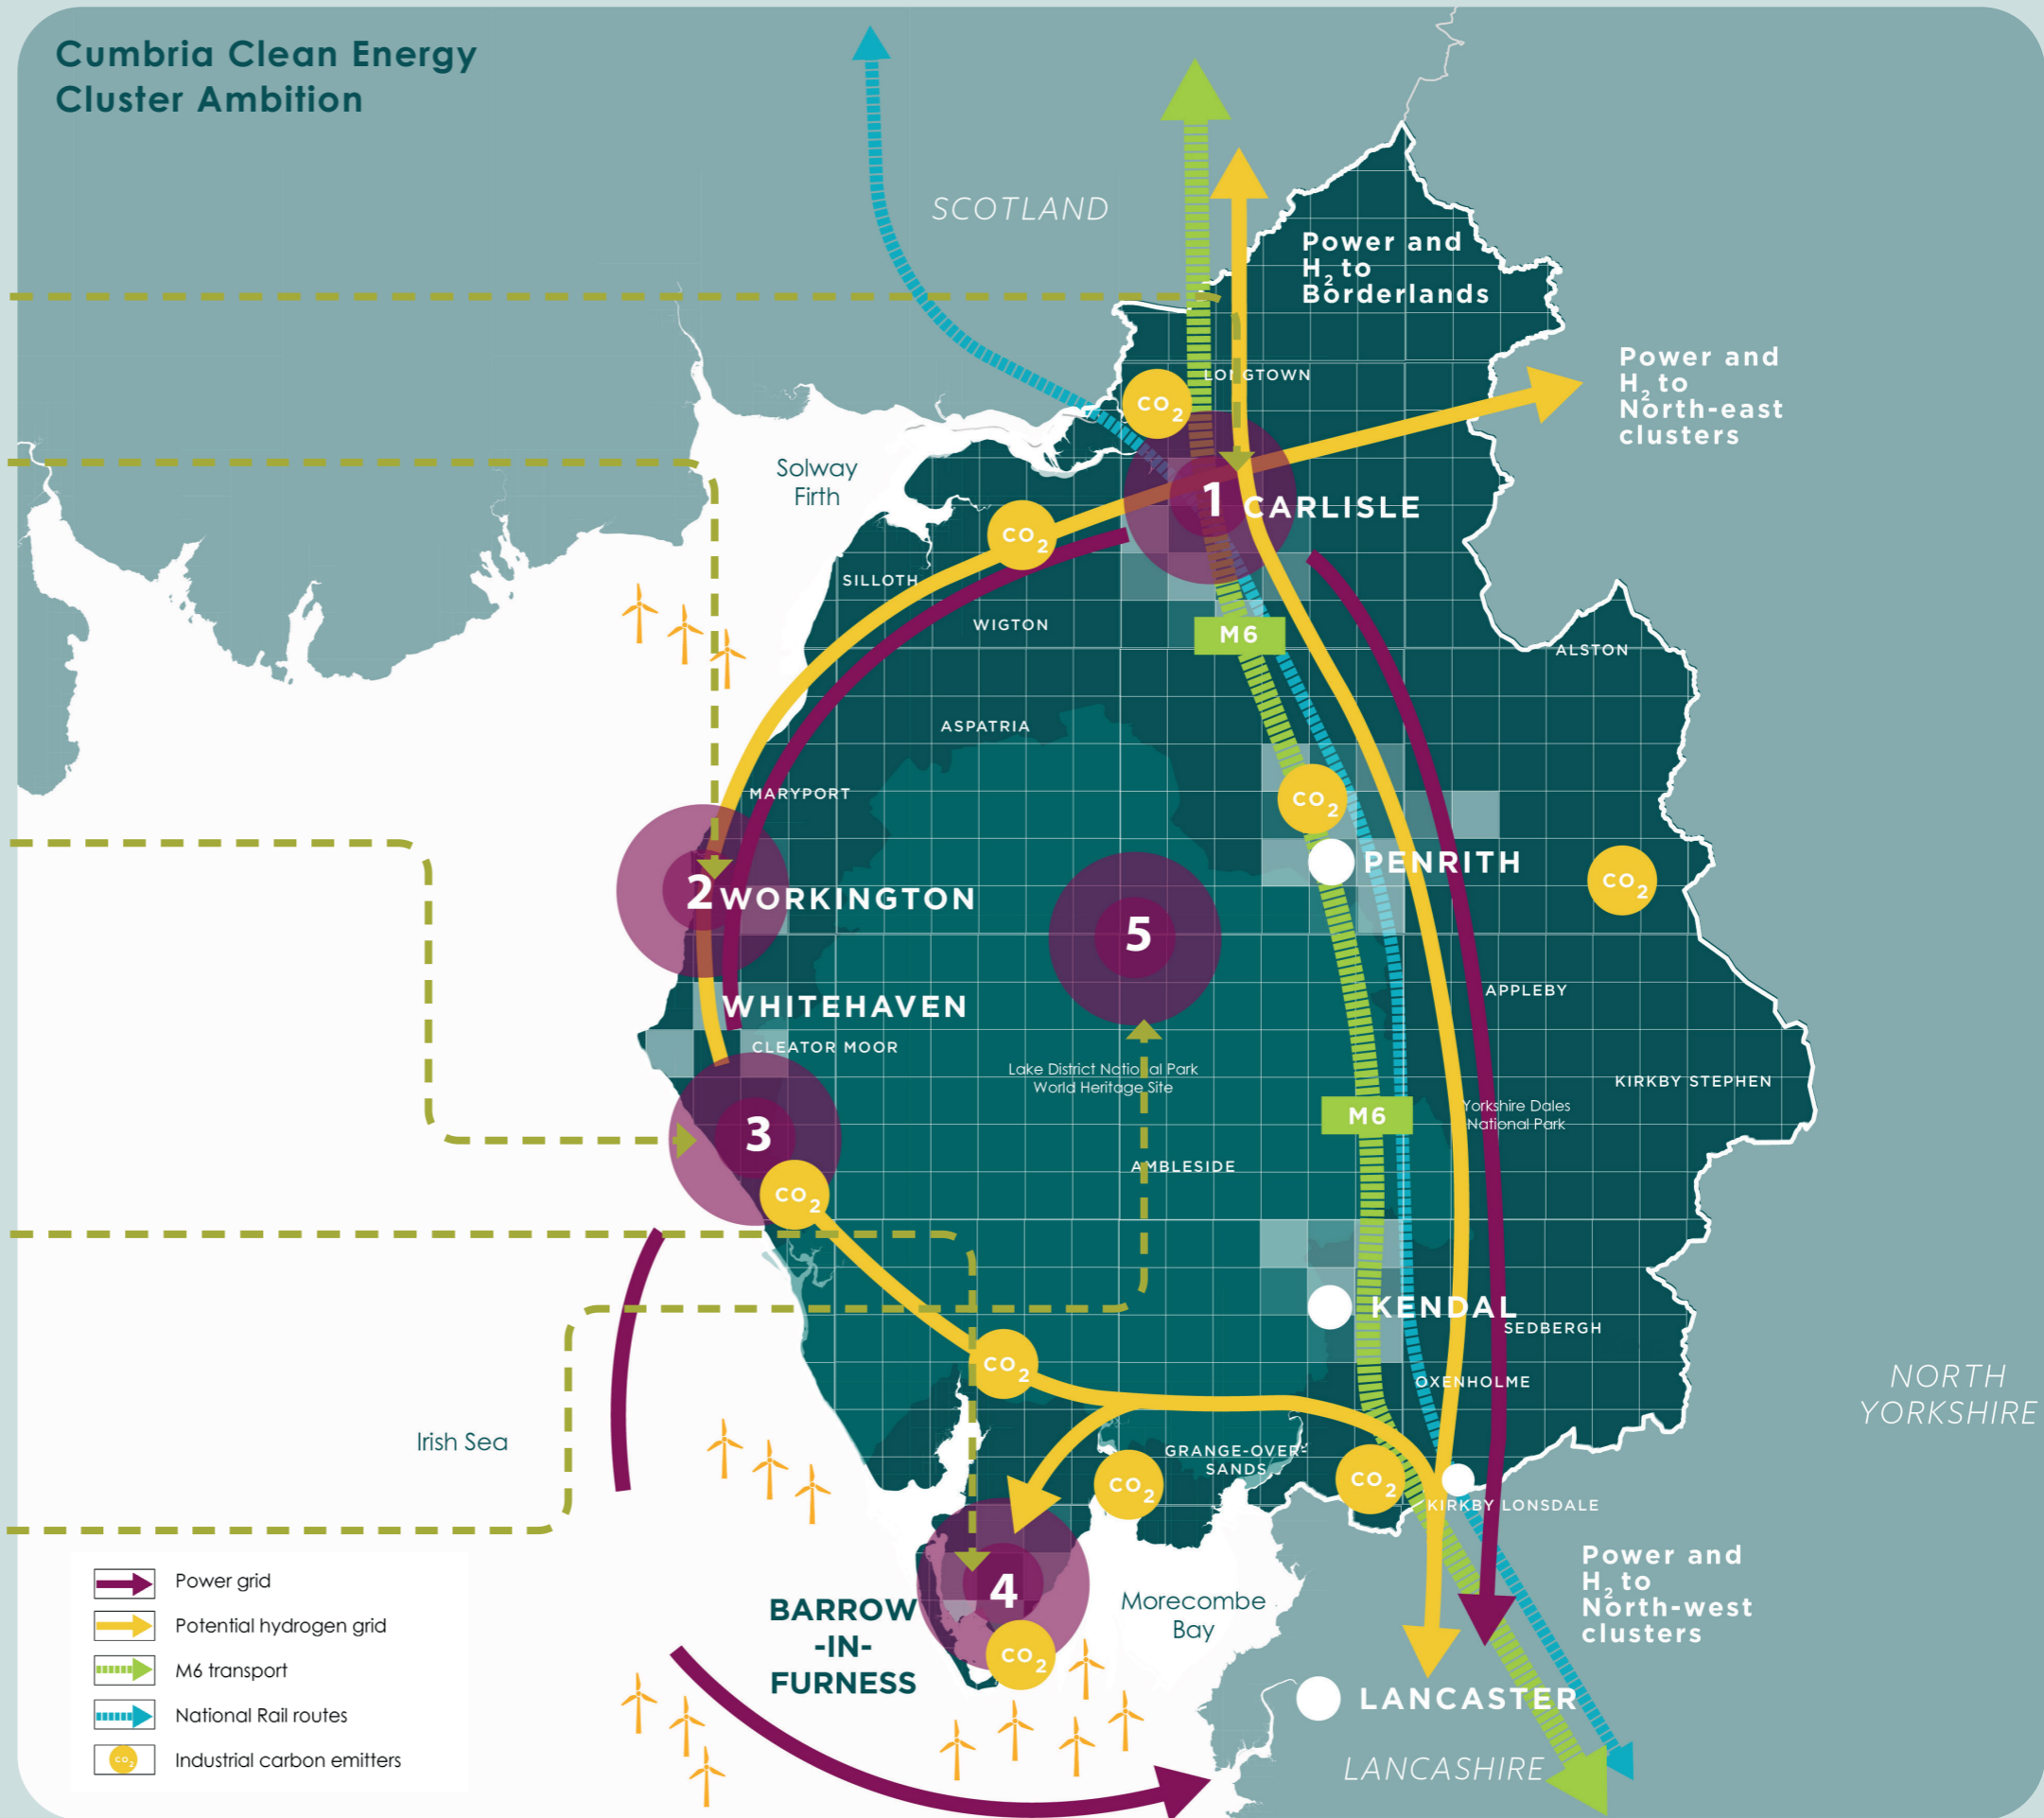 Cumbria Clean Energy
Cluster Ambition
SCOTLAND
Power and
H2 to
Borderlands
Power and
H2 to
North-east
clusters
LONGTOWN
CO2
Solway
Firth
1 CARLISLE
CO2
SILLOTH
WIGTON
M6
ALSTON
ASPATRIA
MARYPORT
CO2
PENRITH
CO2
2 WORKINGTON
5
APPLEBY
WHITEHAVEN
CLEATOR MOOR
Lake District National Park
World Heritage Site
KIRKBY STEPHEN
M6
Yorkshire Dales
National Park
3
AMBLESIDE
CO2
KENDAL
SEDBERGH
CO2
OXENHOLME
NORTH
YORKSHIRE
Irish Sea
GRANGE-OVER-
SANDS
CO2
CO2
KIRKBY LONSDALE
Power and
H2 to
North-west
clusters
4
BARROW
-IN-
FURNESS
Morecombe
Bay
CO2
LANCASTER
LANCASHIRE
Power grid
Potential hydrogen grid
M6 transport
National Rail routes
CO2
Industrial carbon emitters